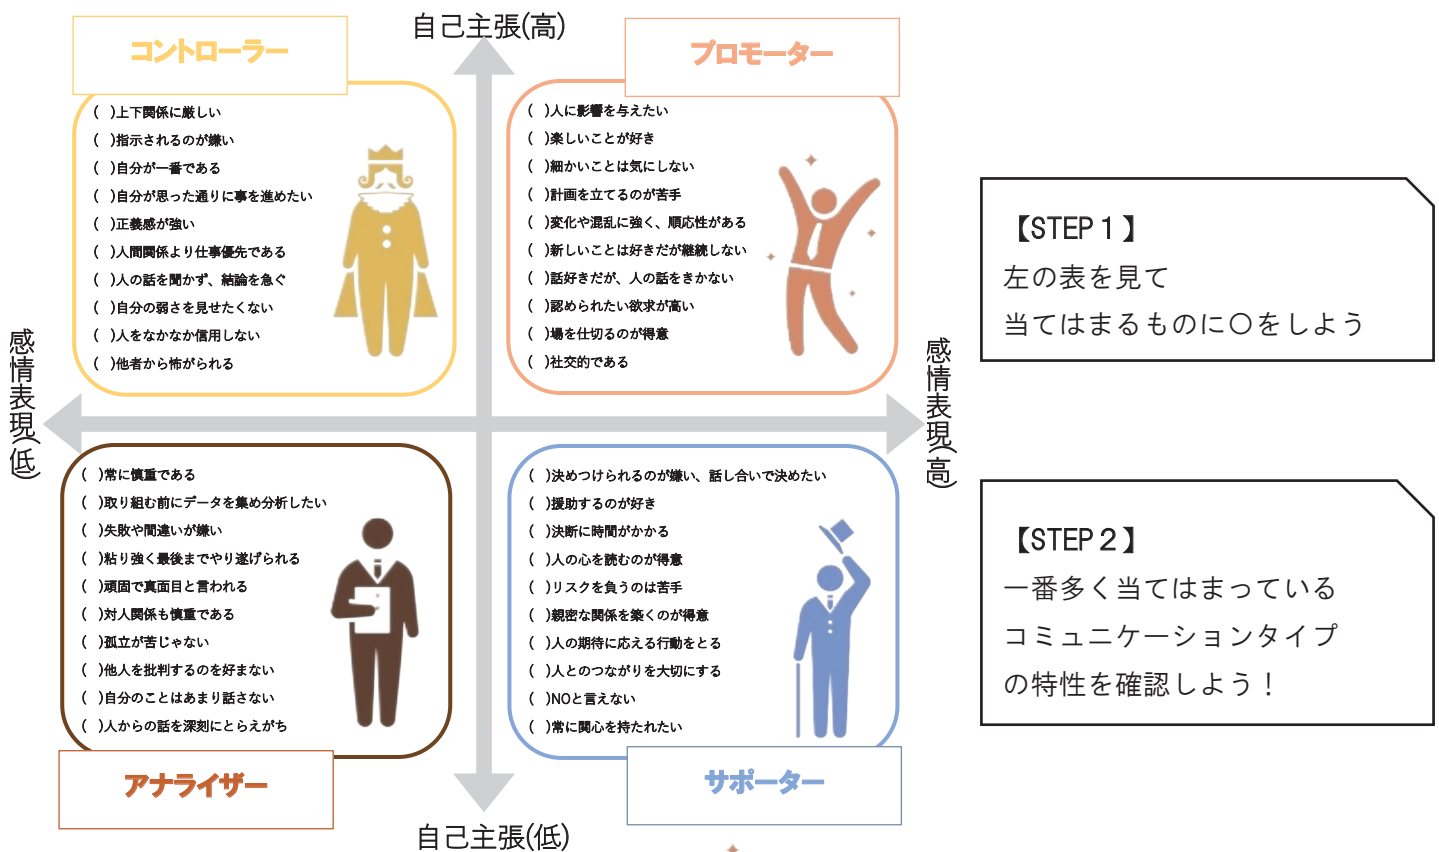 自己主張(高)
コントローラー
( )上下関係に厳しい
( )指示されるのが嫌い
( )自分が一番である
( )自分が思った通りに事を進めたい
( )正義感が強い
( )人間関係より仕事優先である
( )人の話を聞かず、結論を急ぐ
( )自分の弱さを見せたくない
( )人をなかなか信用しない
( )他者から怖がられる
プロモーター
( )人に影響を与えたい
( )楽しいことが好き
( )細かいことは気にしない
( )計画を立てるのが苦手
( )変化や混乱に強く、順応性がある
( )新しいことは好きだが継続しない
( )話好きだが、人の話をきかない
( )認められたい欲求が高い
( )場を仕切るのが得意
( )社交的である
感情表現(低)
感情表現(高)
( )常に慎重である
( )取り組む前にデータを集め分析したい
( )失敗や間違いが嫌い
( )粘り強く最後までやり遂げられる
( )頑固で真面目と言われる
( )対人関係も慎重である
( )孤立が苦じゃない
( )他人を批判するのを好まない
( )自分のことはあまり話さない
( )人からの話を深刻にとらえがち
アナライザー
( )決めつけられるのが嫌い、話し合いで決めたい
( )援助するのが好き
( )決断に時間がかかる
( )人の心を読むのが得意
( )リスクを負うのは苦手
( )親密な関係を築くのが得意
( )人の期待に応える行動をとる
( )人とのつながりを大切にする
( )NOと言えない
( )常に関心を持たれたい
サポーター
自己主張(低)
【STEP１】
左の表を見て
当てはまるものに〇をしよう
【STEP２】
一番多く当てはまっている
コミュニケーションタイプ
の特性を確認しよう！